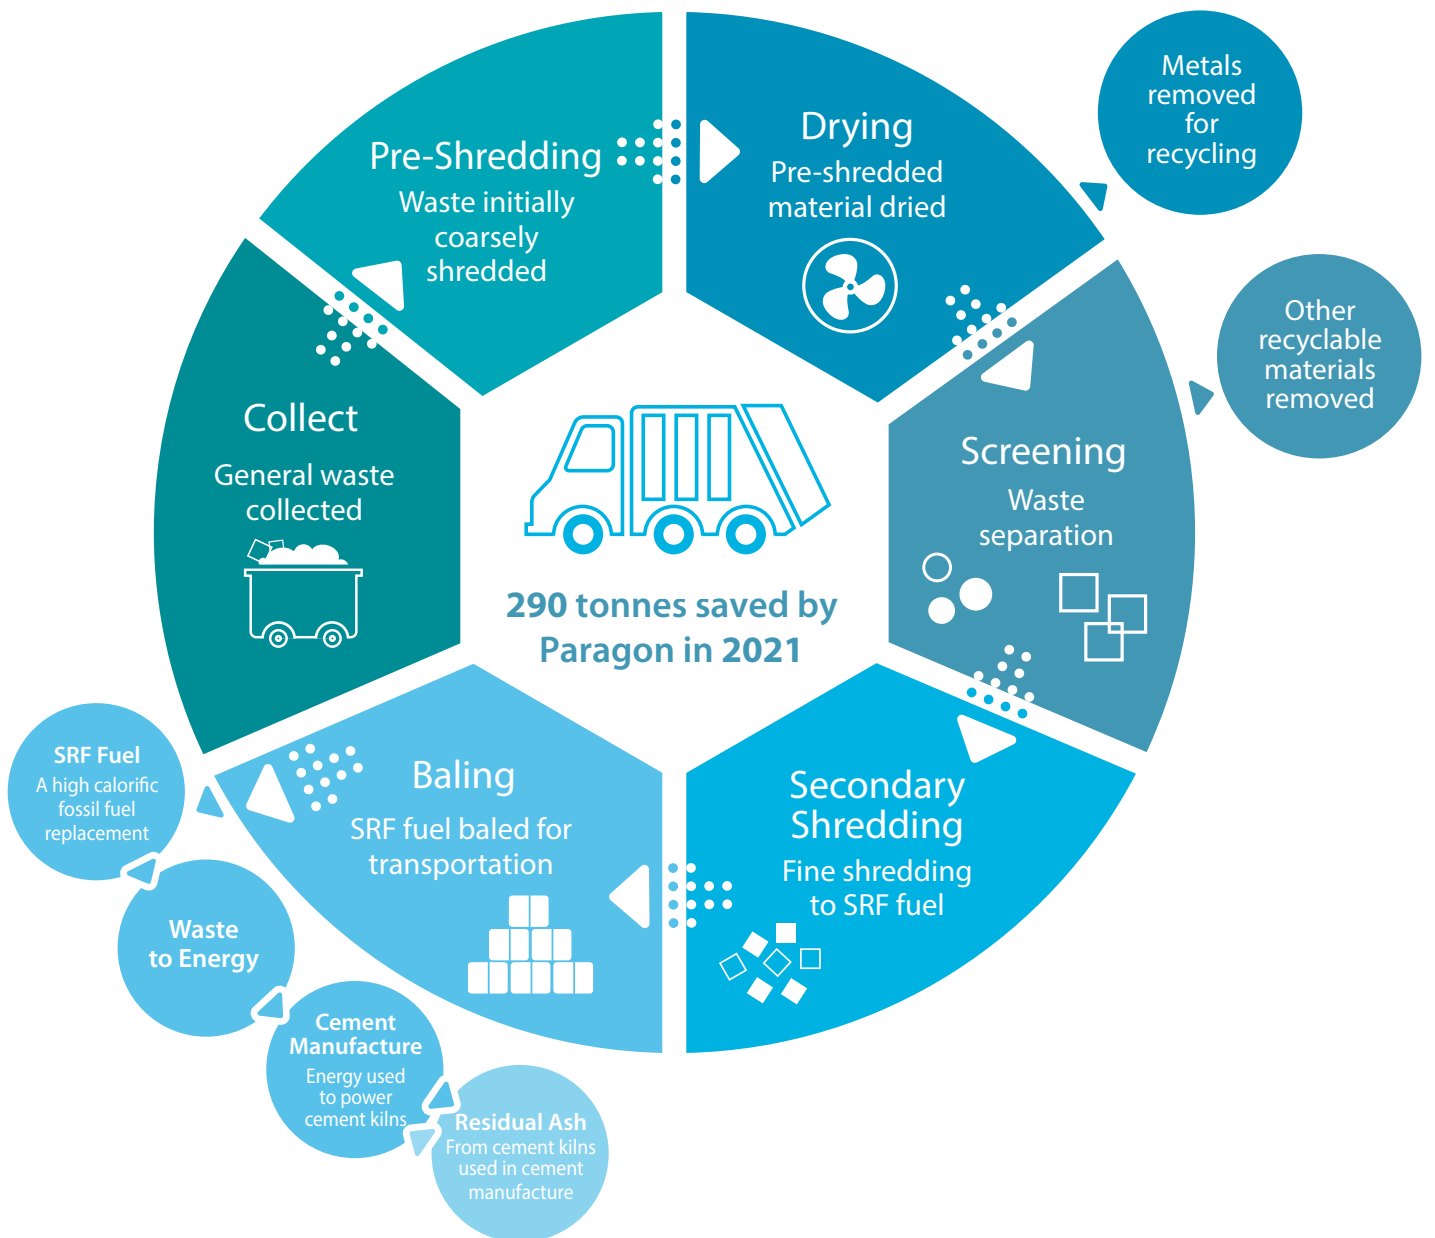 Collect
General waste
collected
Pre-Shredding
Waste initially
coarsely
shredded
Drying
Pre-shredded
material dried
Metals
removed
for
recycling
Screening
Waste
separation
Other
recyclable
materials
removed
Secondary
Shredding
Fine shredding
to SRF fuel
Baling
SRF fuel baled for
transportation
SRF Fuel
A high calorific
fossil fuel
replacement
Waste
to Energy
Cement
Manufacture
Energy used
to power
cement kilns
Residual Ash
From cement kilns
used in cement
manufacture
290 tonnes saved by
Paragon in 2021